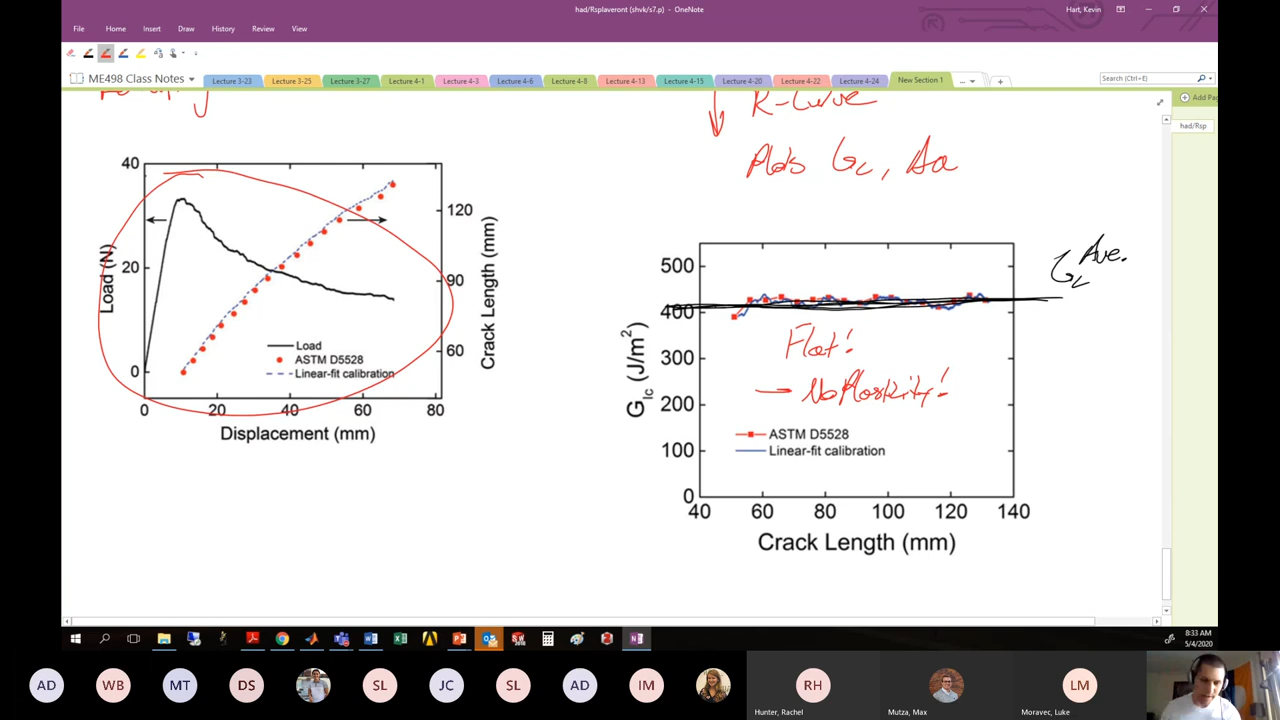 had/Rsplaveront (shvk/s7.p) - OneNote
Hart, Kevin
File Home Insert Draw History Review View
ME498 Class Notes
Lecture 3-23 Lecture 3-25 Lecture 3-27 Lecture 4-1 Lecture 4-3 Lecture 4-6 Lecture 4-8 Lecture 4-13 Lecture 4-15 Lecture 4-20 Lecture 4-22 Lecture 4-24 New Section 1 ... +
Search (Ctrl+E)
Add Pag
had/Rsp
R-Curve
Plots Gc, Δa
40
20
0
Load (N)
120
90
60
Crack Length (mm)
Load
ASTM D5528
Linear-fit calibration
0 20 40 60 80
Displacement (mm)
Gc Ave.
500
400
300
200
100
0
GIc (J/m2)
Flat!
→ No Plasticity!
ASTM D5528
Linear-fit calibration
40 60 80 100 120 140
Crack Length (mm)
8:33 AM
5/4/2020
AD WB MT DS SL JC SL AD IM RH LM
Hunter, Rachel
Mutza, Max
Moravec, Luke